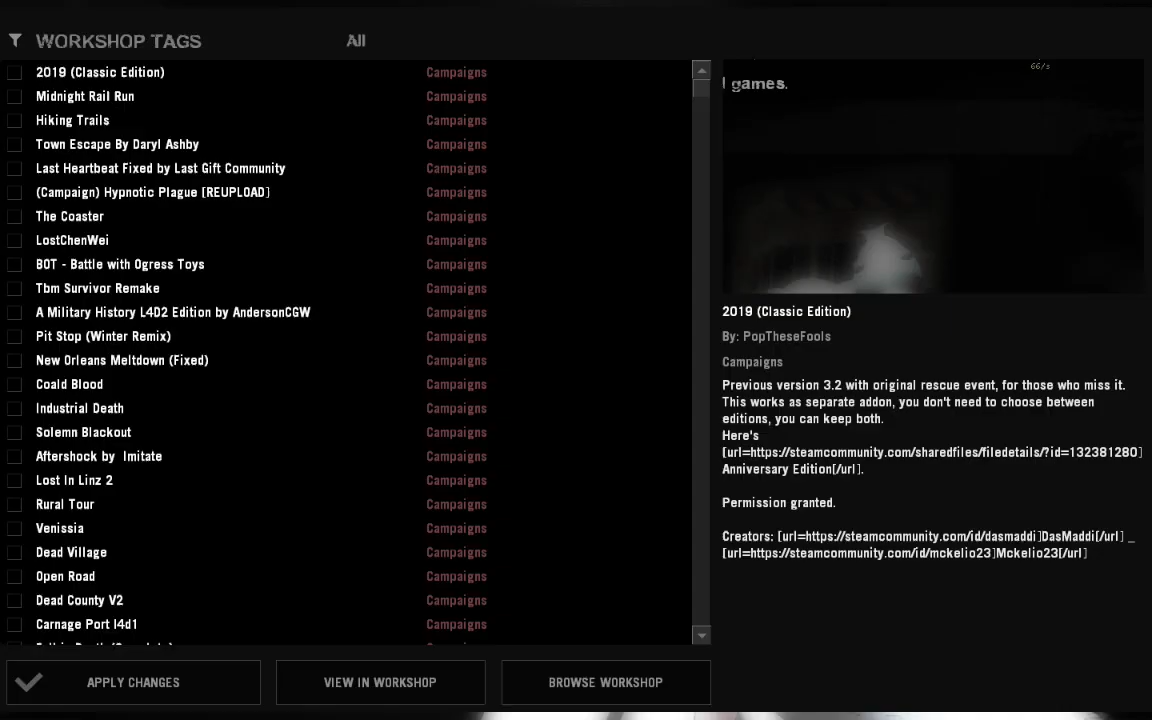 WORKSHOP TAGS All
2019 (Classic Edition) Campaigns
Midnight Rail Run Campaigns
Hiking Trails Campaigns
Town Escape By Daryl Ashby Campaigns
Last Heartbeat Fixed by Last Gift Community Campaigns
(Campaign) Hypnotic Plague [REUPLOAD] Campaigns
The Coaster Campaigns
LostChenWei Campaigns
BOT - Battle with Ogress Toys Campaigns
Tbm Survivor Remake Campaigns
A Military History L4D2 Edition by AndersonCGW Campaigns
Pit Stop (Winter Remix) Campaigns
New Orleans Meltdown (Fixed) Campaigns
Coald Blood Campaigns
Industrial Death Campaigns
Solemn Blackout Campaigns
Aftershock by  Imitate Campaigns
Lost In Linz 2 Campaigns
Rural Tour Campaigns
Venissia Campaigns
Dead Village Campaigns
Open Road Campaigns
Dead County V2 Campaigns
Carnage Port l4d1 Campaigns
APPLY CHANGES
VIEW IN WORKSHOP
BROWSE WORKSHOP
66/s
games.
2019 (Classic Edition)
By: PopTheseFools
Campaigns
Previous version 3.2 with original rescue event, for those who miss it.
This works as separate addon, you don't need to choose between
editions, you can keep both.
Here's
[url=https://steamcommunity.com/sharedfiles/filedetails/?id=132381280]
Anniversary Edition[/url].
Permission granted.
Creators: [url=https://steamcommunity.com/id/dasmaddi]DasMaddi[/url] _
[url=https://steamcommunity.com/id/mckelio23]Mckelio23[/url]